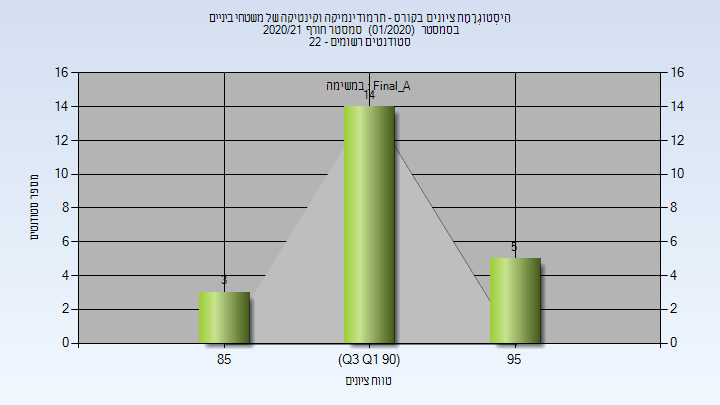 הִיסְטוֹגְרָמַת ציונים בקורס - תרמודינמיקה וקינטיקה של משטחי ביניים
בסמסטר (01/2020) סמסטר חורף 2020/21
סטודנטים רשומים - 22
במשימה : Final_A
16 16
14 14 14
12 12
10 10
8 8
6 6
5
4 4
3
2 2
0 0
85 (Q3 Q1 90) 95
מספר סטודנטים
טווח ציונים